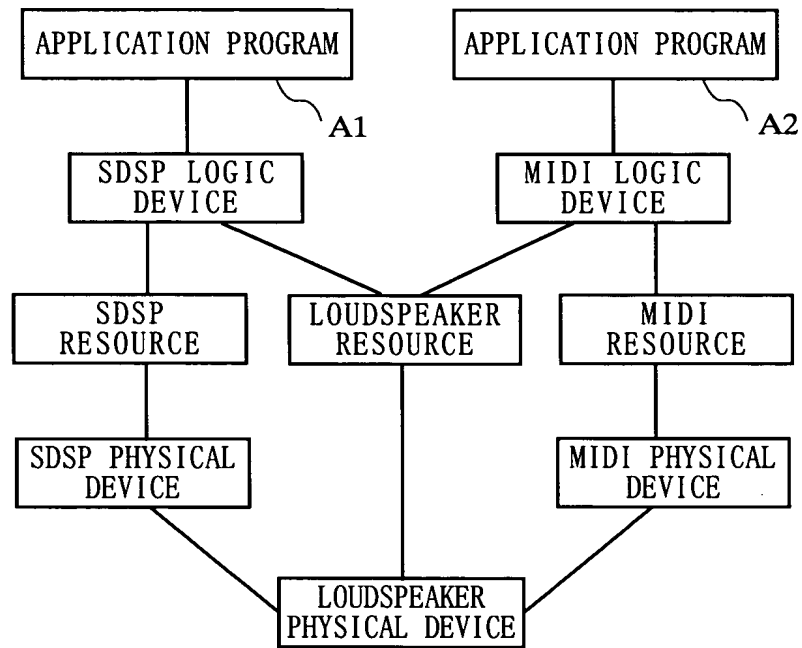 APPLICATION PROGRAM
APPLICATION PROGRAM
A1
A2
SDSP LOGIC
DEVICE
MIDI LOGIC
DEVICE
SDSP
RESOURCE
LOUDSPEAKER
RESOURCE
MIDI
RESOURCE
SDSP PHYSICAL
DEVICE
MIDI PHYSICAL
DEVICE
LOUDSPEAKER
PHYSICAL DEVICE